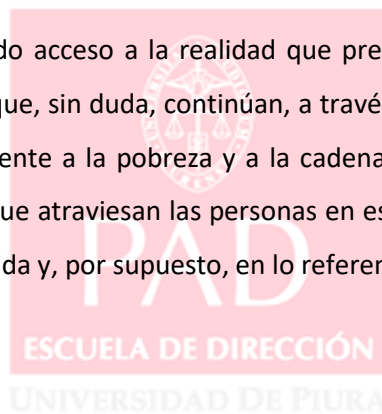 do acceso a la realidad que pre
que, sin duda, continúan, a travé
ente a la pobreza y a la cadena
que atraviesan las personas en es
da y, por supuesto, en lo referen
PAD
ESCUELA DE DIRECCIÓN
UNIVERSIDAD DE PIURA